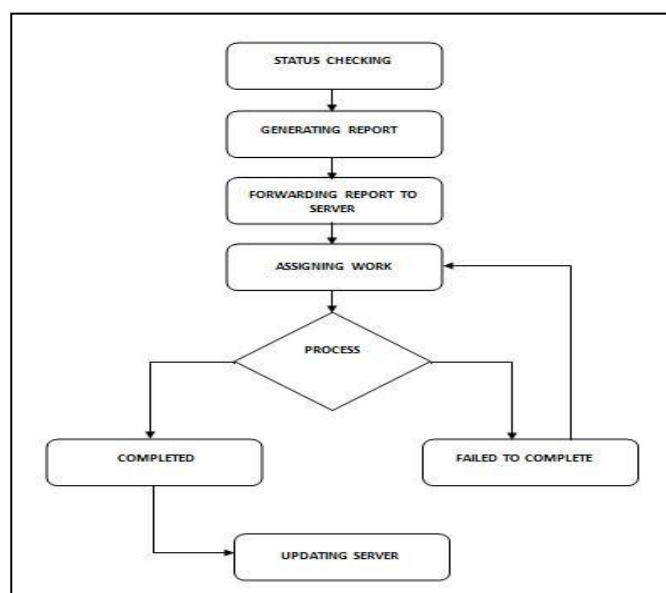 STATUS CHECKING
GENERATING REPORT
FORWARDING REPORT TO
SERVER
ASSIGNING WORK
PROCESS
COMPLETED
FAILED TO COMPLETE
UPDATING SERVER